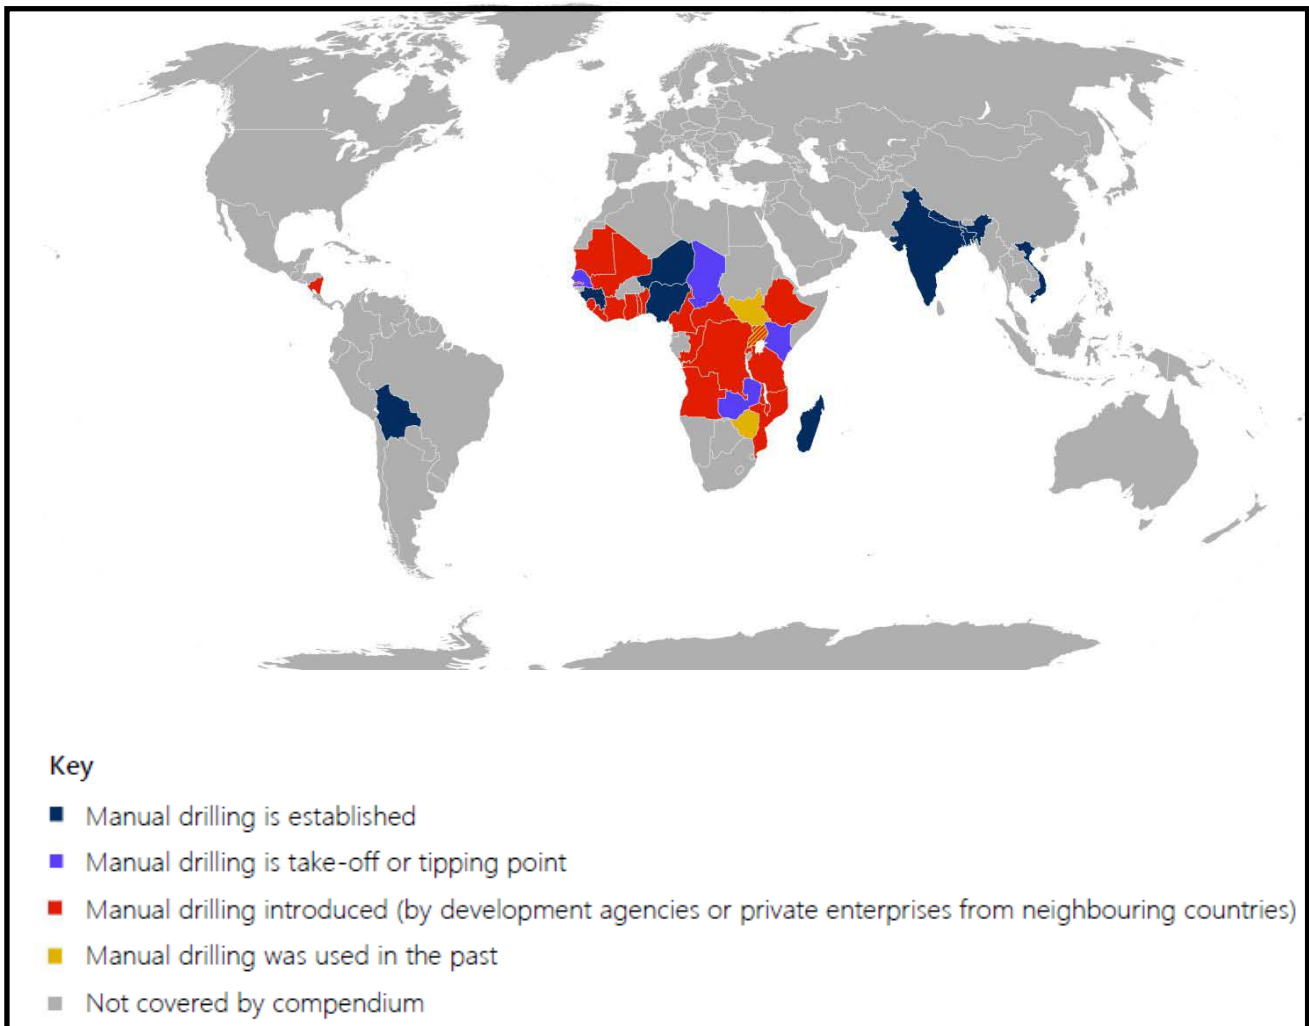 Key
Manual drilling is established
Manual drilling is take-off or tipping point
Manual drilling introduced (by development agencies or private enterprises from neighbouring countries)
Manual drilling was used in the past
Not covered by compendium